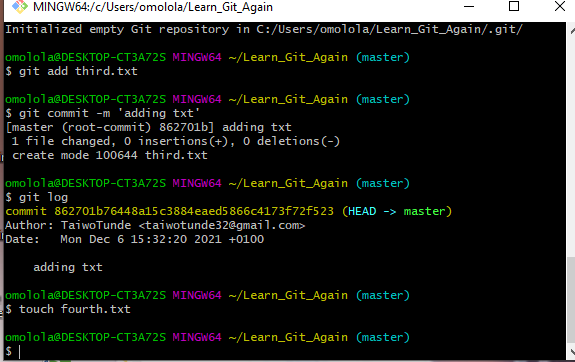 MINGW64:/c/Users/omolola/Learn_Git_Again
Initialized empty Git repository in C:/Users/omolola/Learn_Git_Again/.git/
omolola@DESKTOP-CT3A72S MINGW64 ~/Learn_Git_Again (master)
$ git add third.txt
omolola@DESKTOP-CT3A72S MINGW64 ~/Learn_Git_Again (master)
$ git commit -m 'adding txt'
[master (root-commit) 862701b] adding txt
1 file changed, 0 insertions(+), 0 deletions(-)
create mode 100644 third.txt
omolola@DESKTOP-CT3A72S MINGW64 ~/Learn_Git_Again (master)
$ git log
commit 862701b76448a15c3884eaed5866c4173f72f523 (HEAD -> master)
Author: TaiwoTunde <taiwotunde32@gmail.com>
Date:   Mon Dec 6 15:32:20 2021 +0100
adding txt
omolola@DESKTOP-CT3A72S MINGW64 ~/Learn_Git_Again (master)
$ touch fourth.txt
omolola@DESKTOP-CT3A72S MINGW64 ~/Learn_Git_Again (master)
$